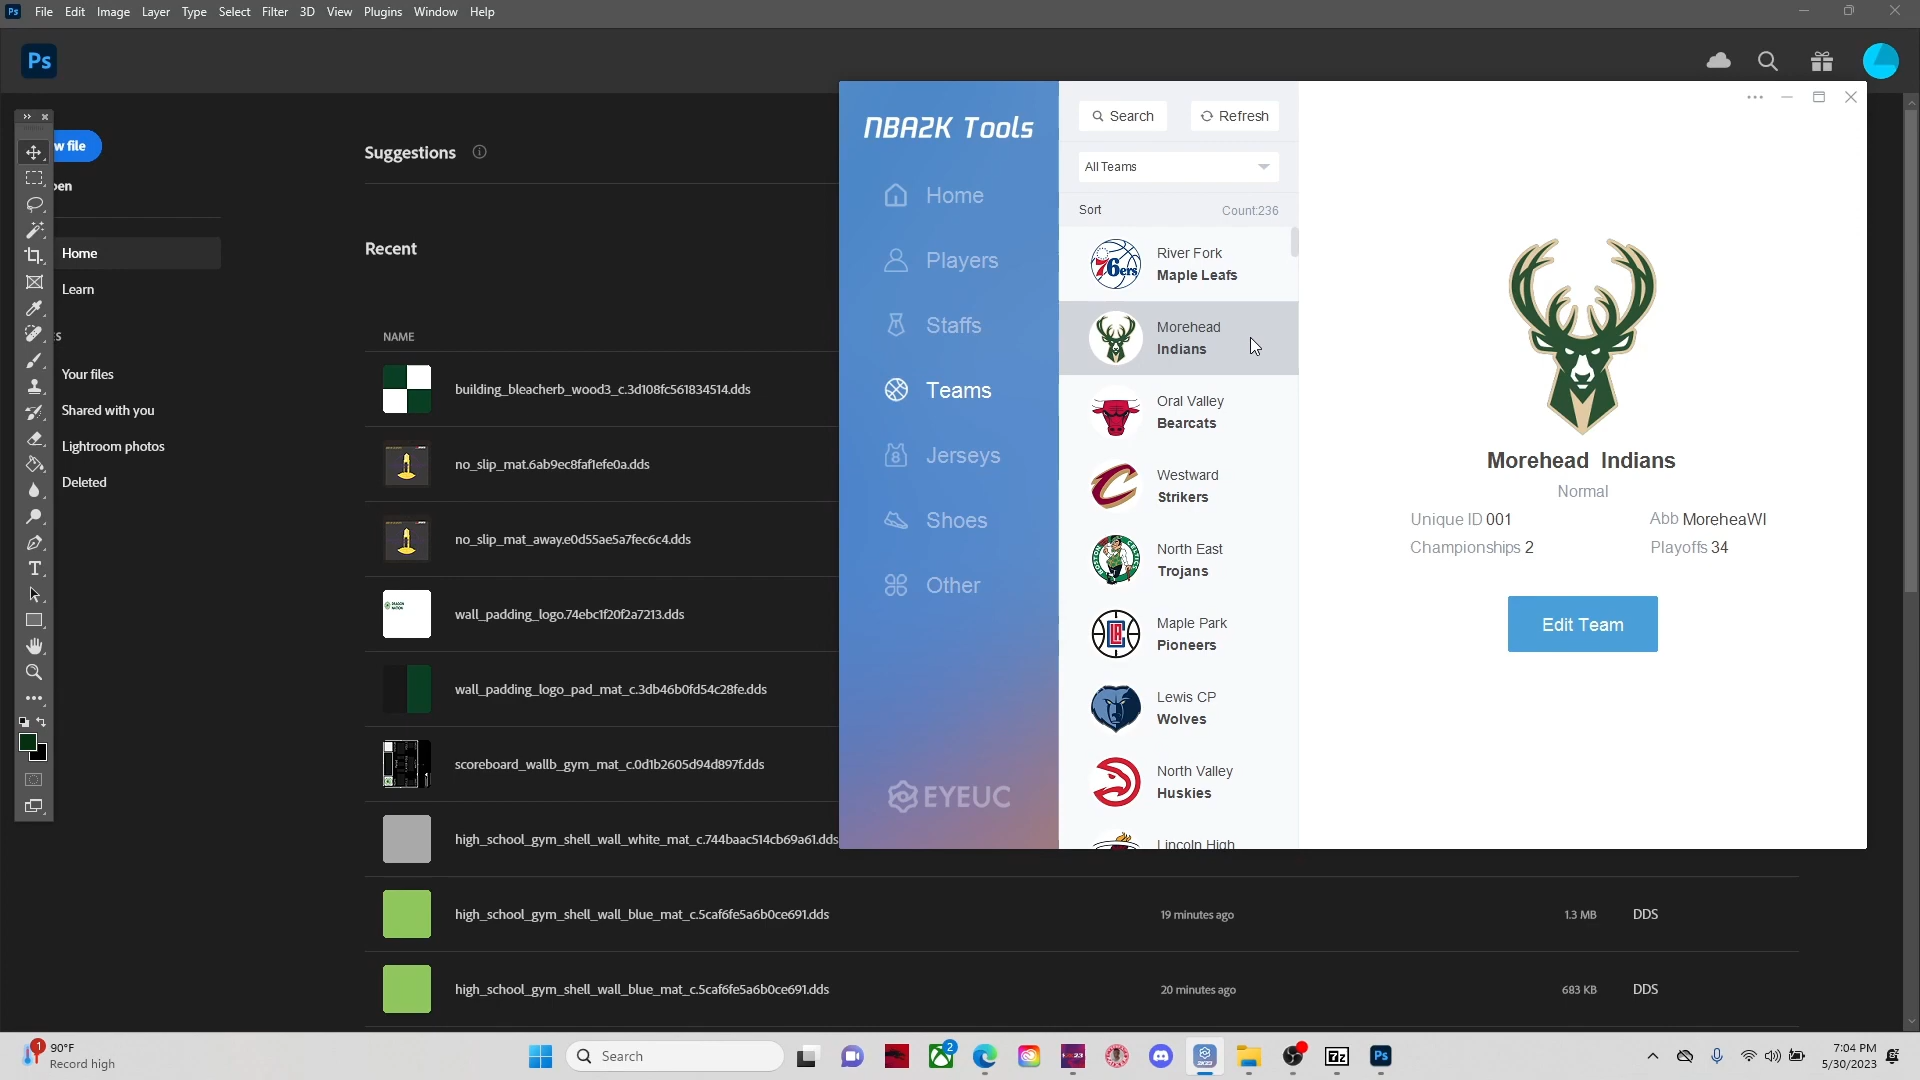 Ps File Edit Image Layer Type Select Filter 3D View Plugins Window Help
Ps
w file
pen
Home
Learn
ES
Your files
Shared with you
Lightroom photos
Deleted
Suggestions
Recent
NAME
building_bleacherb_wood3_c.3d108fc561834514.dds
no_slip_mat.6ab9ec8faf1efe0a.dds
no_slip_mat_away.e0d55ae5a7fec6c4.dds
wall_padding_logo.74ebc1f20f2a7213.dds
wall_padding_logo_pad_mat_c.3db46b0fd54c28fe.dds
scoreboard_wallb_gym_mat_c.0d1b2605d94d897f.dds
high_school_gym_shell_wall_white_mat_c.744baac514cb69a61.dds
high_school_gym_shell_wall_blue_mat_c.5caf6fe5a6b0ce691.dds 19 minutes ago 1.3 MB DDS
high_school_gym_shell_wall_blue_mat_c.5caf6fe5a6b0ce691.dds 20 minutes ago 683 KB DDS
NBA2K Tools
Home
Players
Staffs
Teams
Jerseys
Shoes
Other
EYEUC
Search Refresh
All Teams
Sort Count:236
River Fork
Maple Leafs
Morehead
Indians
Oral Valley
Bearcats
Westward
Strikers
North East
Trojans
Maple Park
Pioneers
Lewis CP
Wolves
North Valley
Huskies
Lincoln High
Morehead Indians
Normal
Unique ID 001 Abb MoreheaWI
Championships 2 Playoffs 34
Edit Team
1 90°F
Record high
Search
2
7:04 PM
5/30/2023